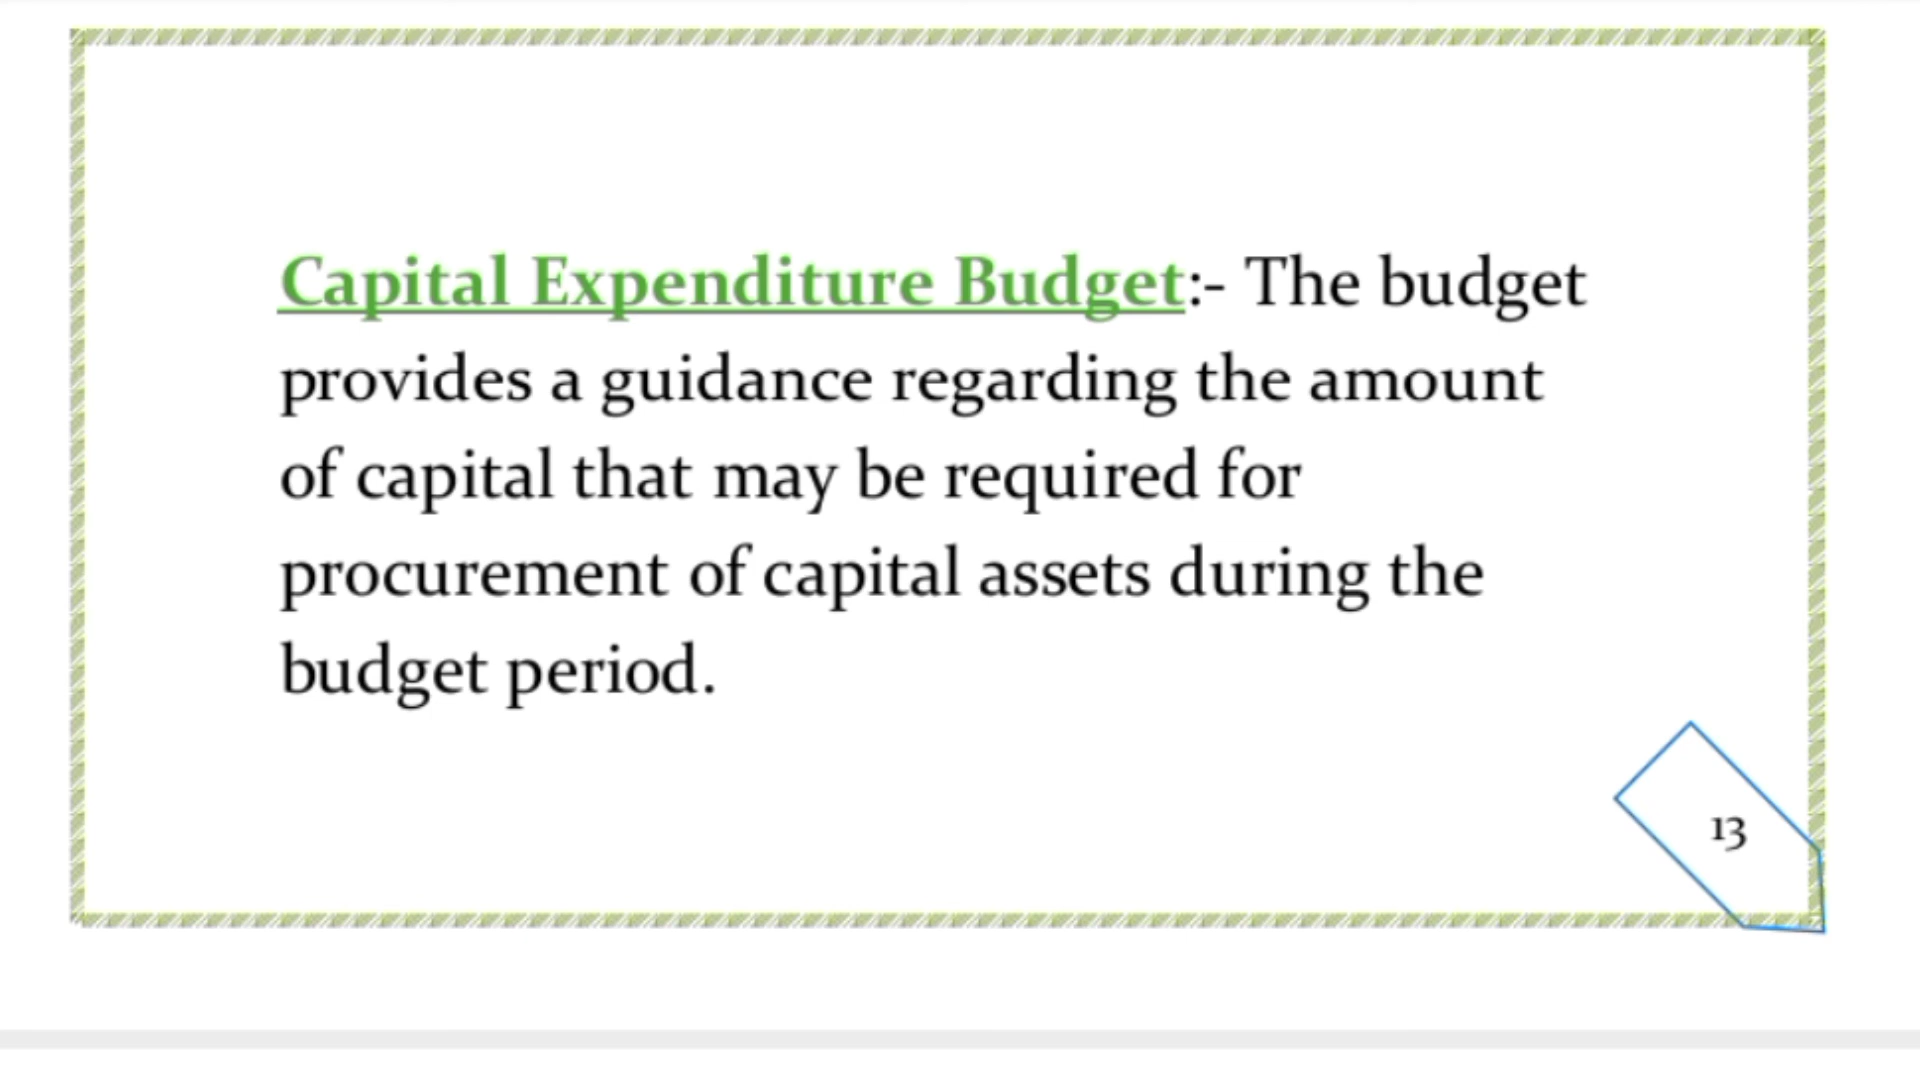 Capital Expenditure Budget:- The budget
provides a guidance regarding the amount
of capital that may be required for
procurement of capital assets during the
budget period.
13